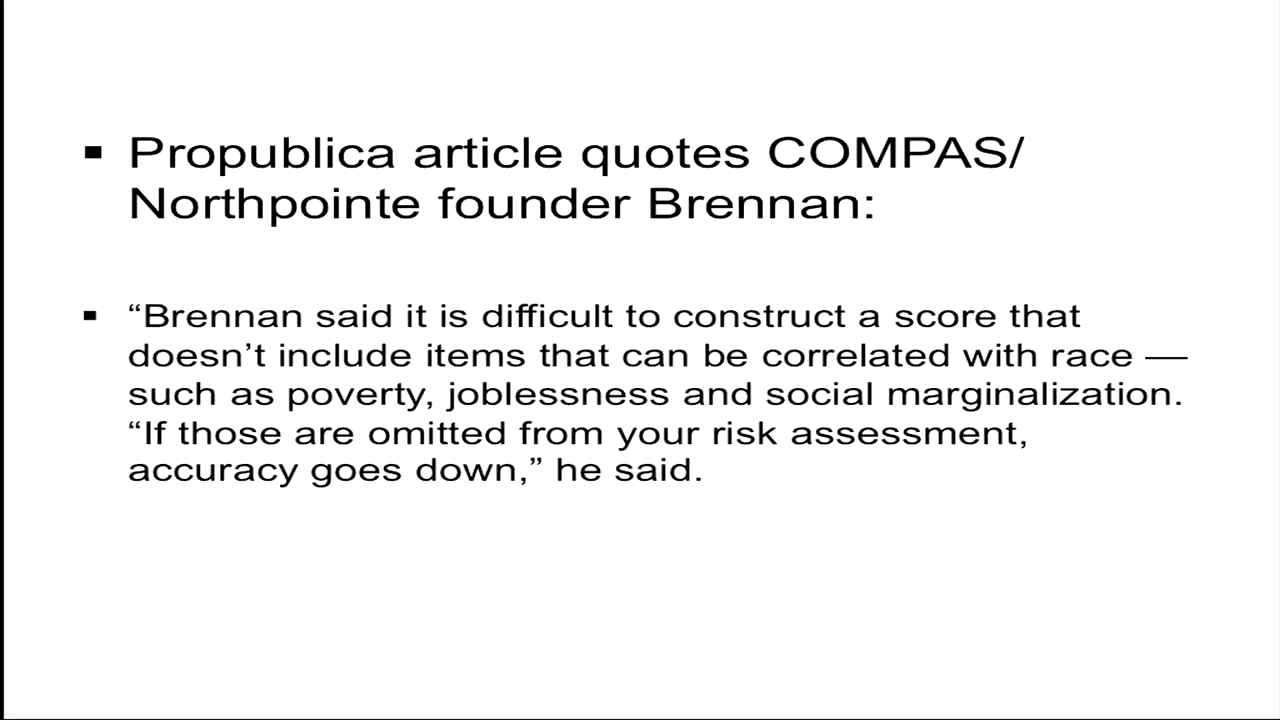 ▪ Propublica article quotes COMPAS/
Northpointe founder Brennan:
▪ “Brennan said it is difficult to construct a score that
doesn’t include items that can be correlated with race —
such as poverty, joblessness and social marginalization.
“If those are omitted from your risk assessment,
accuracy goes down,” he said.